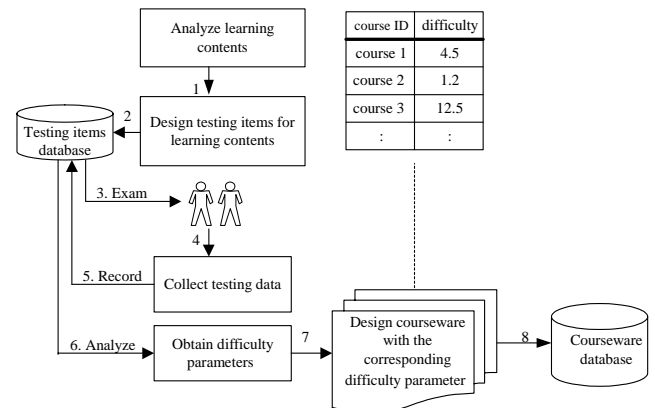 Analyze learning
contents
1
Design testing items for
learning contents
2
Testing items
database
3. Exam
4
5. Record
Collect testing data
6. Analyze
Obtain difficulty
parameters
7
Design courseware
with the
corresponding
difficulty parameter
8
Courseware
database
course ID difficulty
course 1 4.5
course 2 1.2
course 3 12.5
: :